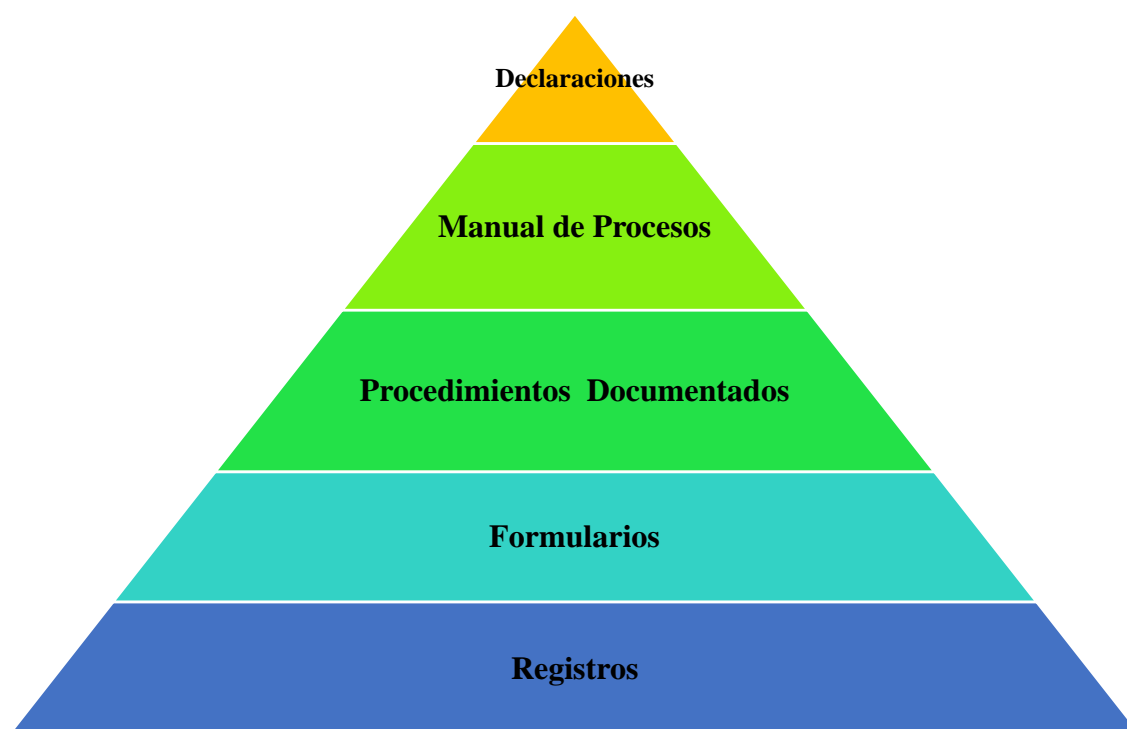 Declaraciones
Manual de Procesos
Procedimientos  Documentados
Formularios
Registros